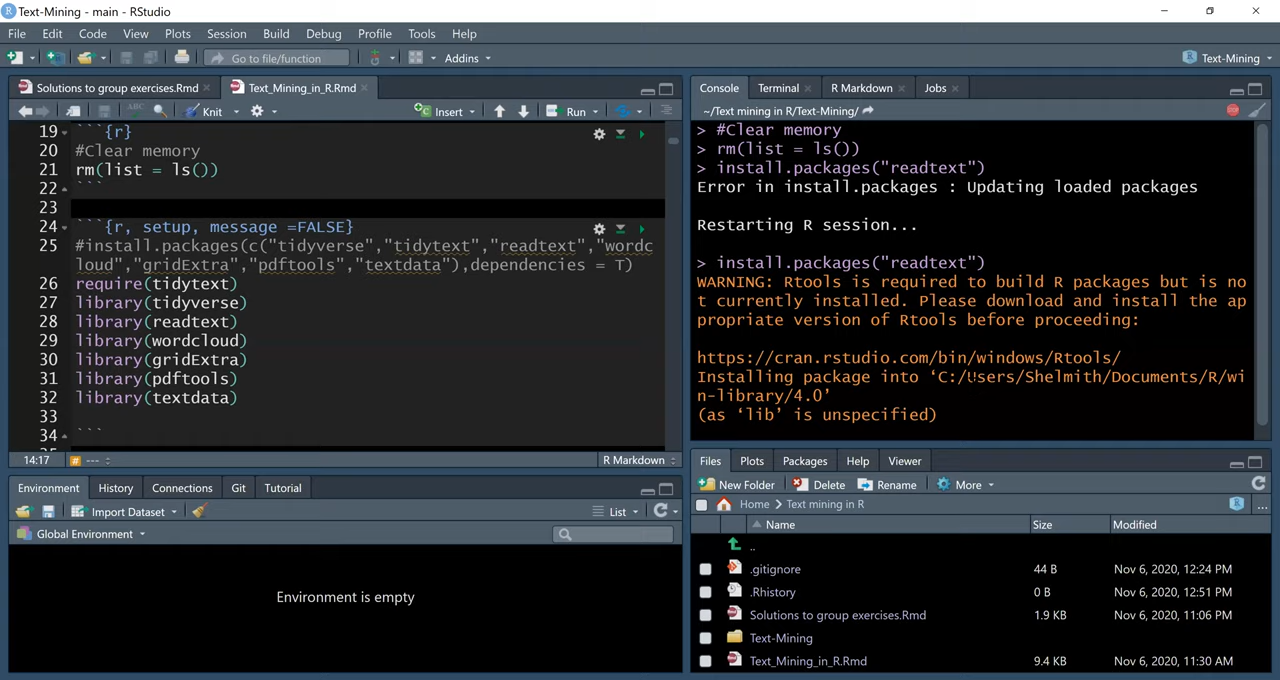 Text-Mining - main - RStudio
File Edit Code View Plots Session Build Debug Profile Tools Help
Go to file/function Addins Text-Mining
Solutions to group exercises.Rmd Text_Mining_in_R.Rmd
Knit Insert Run
19 ```{r}
20 #Clear memory
21 rm(list = ls())
22 ```
23
24 ```{r, setup, message =FALSE}
25 #install.packages(c("tidyverse","tidytext","readtext","wordc
loud","gridExtra","pdftools","textdata"),dependencies = T)
26 require(tidytext)
27 library(tidyverse)
28 library(readtext)
29 library(wordcloud)
30 library(gridExtra)
31 library(pdftools)
32 library(textdata)
33
34 ```
14:17 # --- R Markdown
Console Terminal R Markdown Jobs
~/Text mining in R/Text-Mining/
> #Clear memory
> rm(list = ls())
> install.packages("readtext")
Error in install.packages : Updating loaded packages
Restarting R session...
> install.packages("readtext")
WARNING: Rtools is required to build R packages but is no
t currently installed. Please download and install the ap
propriate version of Rtools before proceeding:
https://cran.rstudio.com/bin/windows/Rtools/
Installing package into ‘C:/Users/Shelmith/Documents/R/wi
n-library/4.0’
(as ‘lib’ is unspecified)
Environment History Connections Git Tutorial
Import Dataset List
Global Environment
Environment is empty
Files Plots Packages Help Viewer
New Folder Delete Rename More
Home Text mining in R ...
Name Size Modified
..
.gitignore 44 B Nov 6, 2020, 12:24 PM
.Rhistory 0 B Nov 6, 2020, 12:51 PM
Solutions to group exercises.Rmd 1.9 KB Nov 6, 2020, 11:06 PM
Text-Mining
Text_Mining_in_R.Rmd 9.4 KB Nov 6, 2020, 11:30 AM